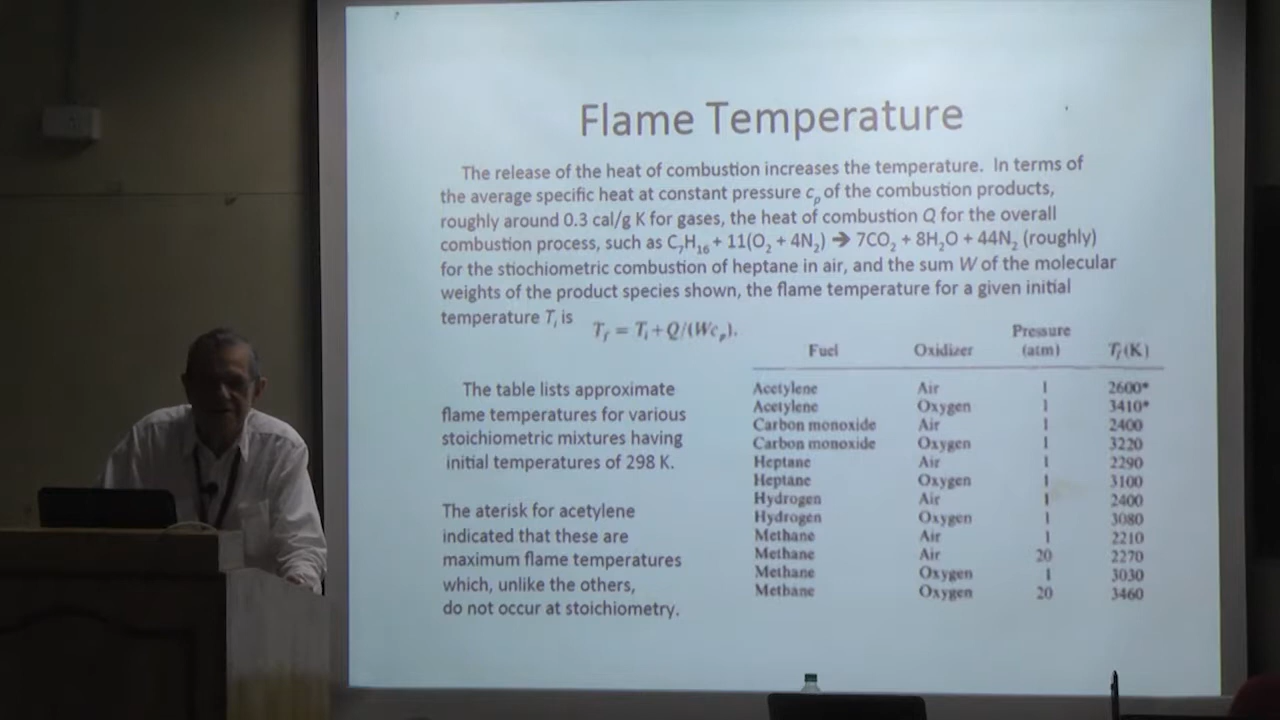 Flame Temperature
The release of the heat of combustion increases the temperature. In terms of
the average specific heat at constant pressure cₚ of the combustion products,
roughly around 0.3 cal/g K for gases, the heat of combustion Q for the overall
combustion process, such as C₇H₁₆ + 11(O₂ + 4N₂) ➔ 7CO₂ + 8H₂O + 44N₂ (roughly)
for the stiochiometric combustion of heptane in air, and the sum W of the molecular
weights of the product species shown, the flame temperature for a given initial
temperature Tᵢ is
T_f = Tᵢ + Q/(Wcₚ).
The table lists approximate
flame temperatures for various
stoichiometric mixtures having
initial temperatures of 298 K.
The aterisk for acetylene
indicated that these are
maximum flame temperatures
which, unlike the others,
do not occur at stoichiometry.
Fuel Oxidizer Pressure (atm) T_f(K)
Acetylene Air 1 2600*
Acetylene Oxygen 1 3410*
Carbon monoxide Air 1 2400
Carbon monoxide Oxygen 1 3220
Heptane Air 1 2290
Heptane Oxygen 1 3100
Hydrogen Air 1 2400
Hydrogen Oxygen 1 3080
Methane Air 1 2210
Methane Air 20 2270
Methane Oxygen 1 3030
Methane Oxygen 20 3460